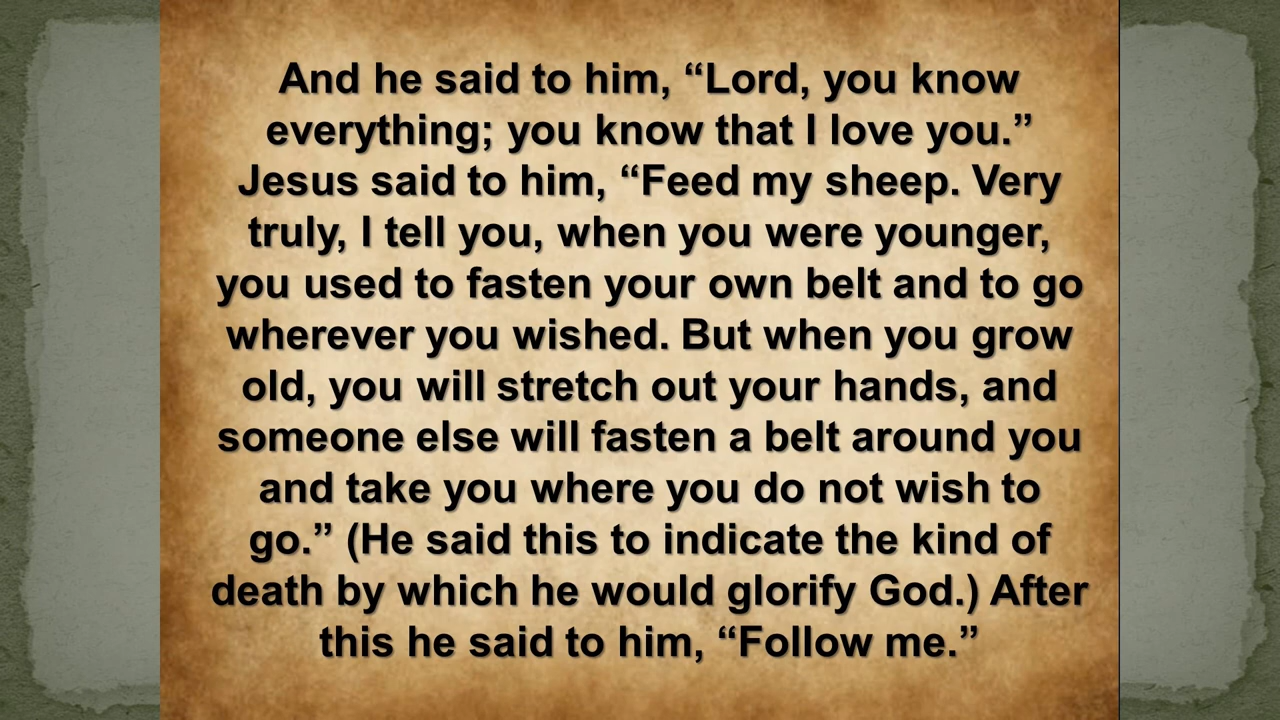 And he said to him, “Lord, you know
everything; you know that I love you.”
Jesus said to him, “Feed my sheep. Very
truly, I tell you, when you were younger,
you used to fasten your own belt and to go
wherever you wished. But when you grow
old, you will stretch out your hands, and
someone else will fasten a belt around you
and take you where you do not wish to
go.” (He said this to indicate the kind of
death by which he would glorify God.) After
this he said to him, “Follow me.”